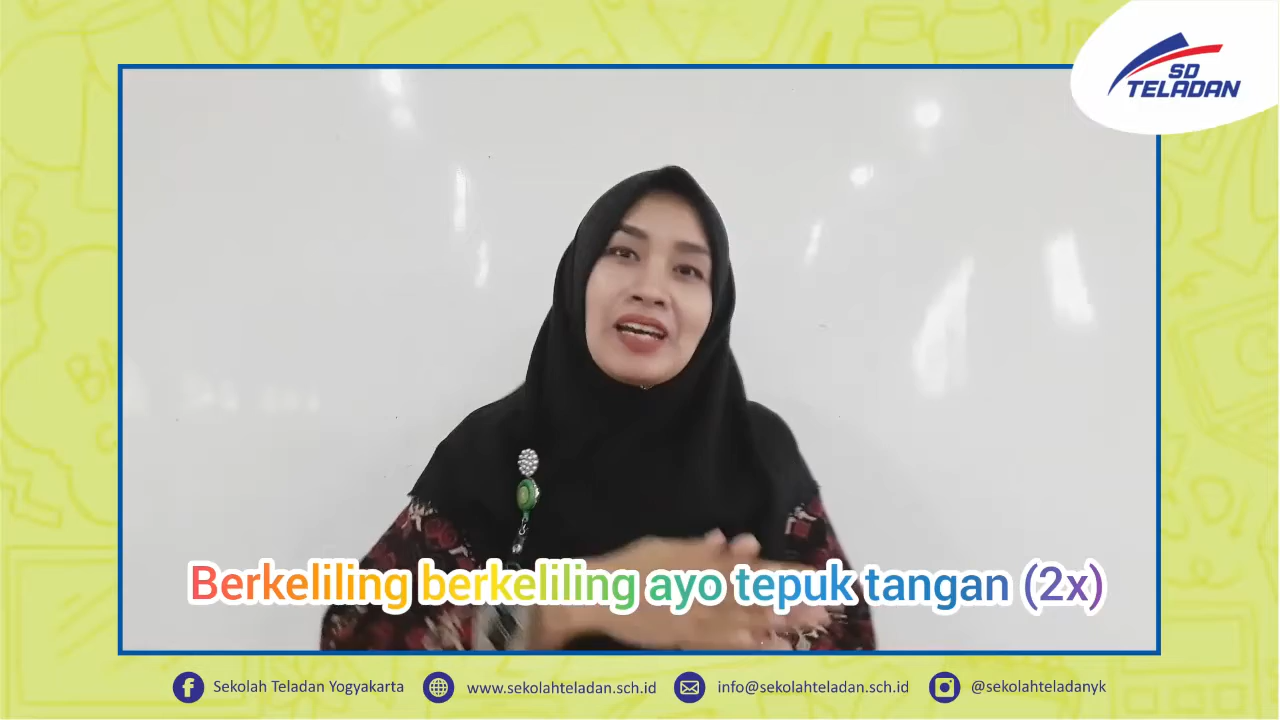 SD
TELADAN
Berkeliling berkeliling ayo tepuk tangan (2x)
Sekolah Teladan Yogyakarta
www.sekolahteladan.sch.id
info@sekolahteladan.sch.id
@sekolahteladanyk